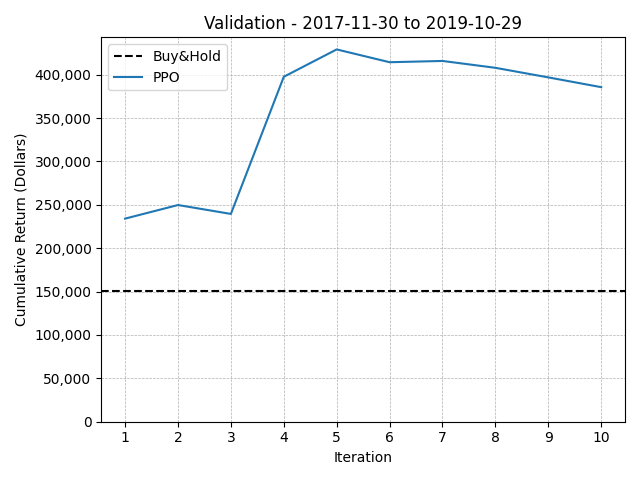 Validation - 2017-11-30 to 2019-10-29
Buy&Hold
PPO
Cumulative Return (Dollars)
400,000
350,000
300,000
250,000
200,000
150,000
100,000
50,000
0
1 2 3 4 5 6 7 8 9 10
Iteration